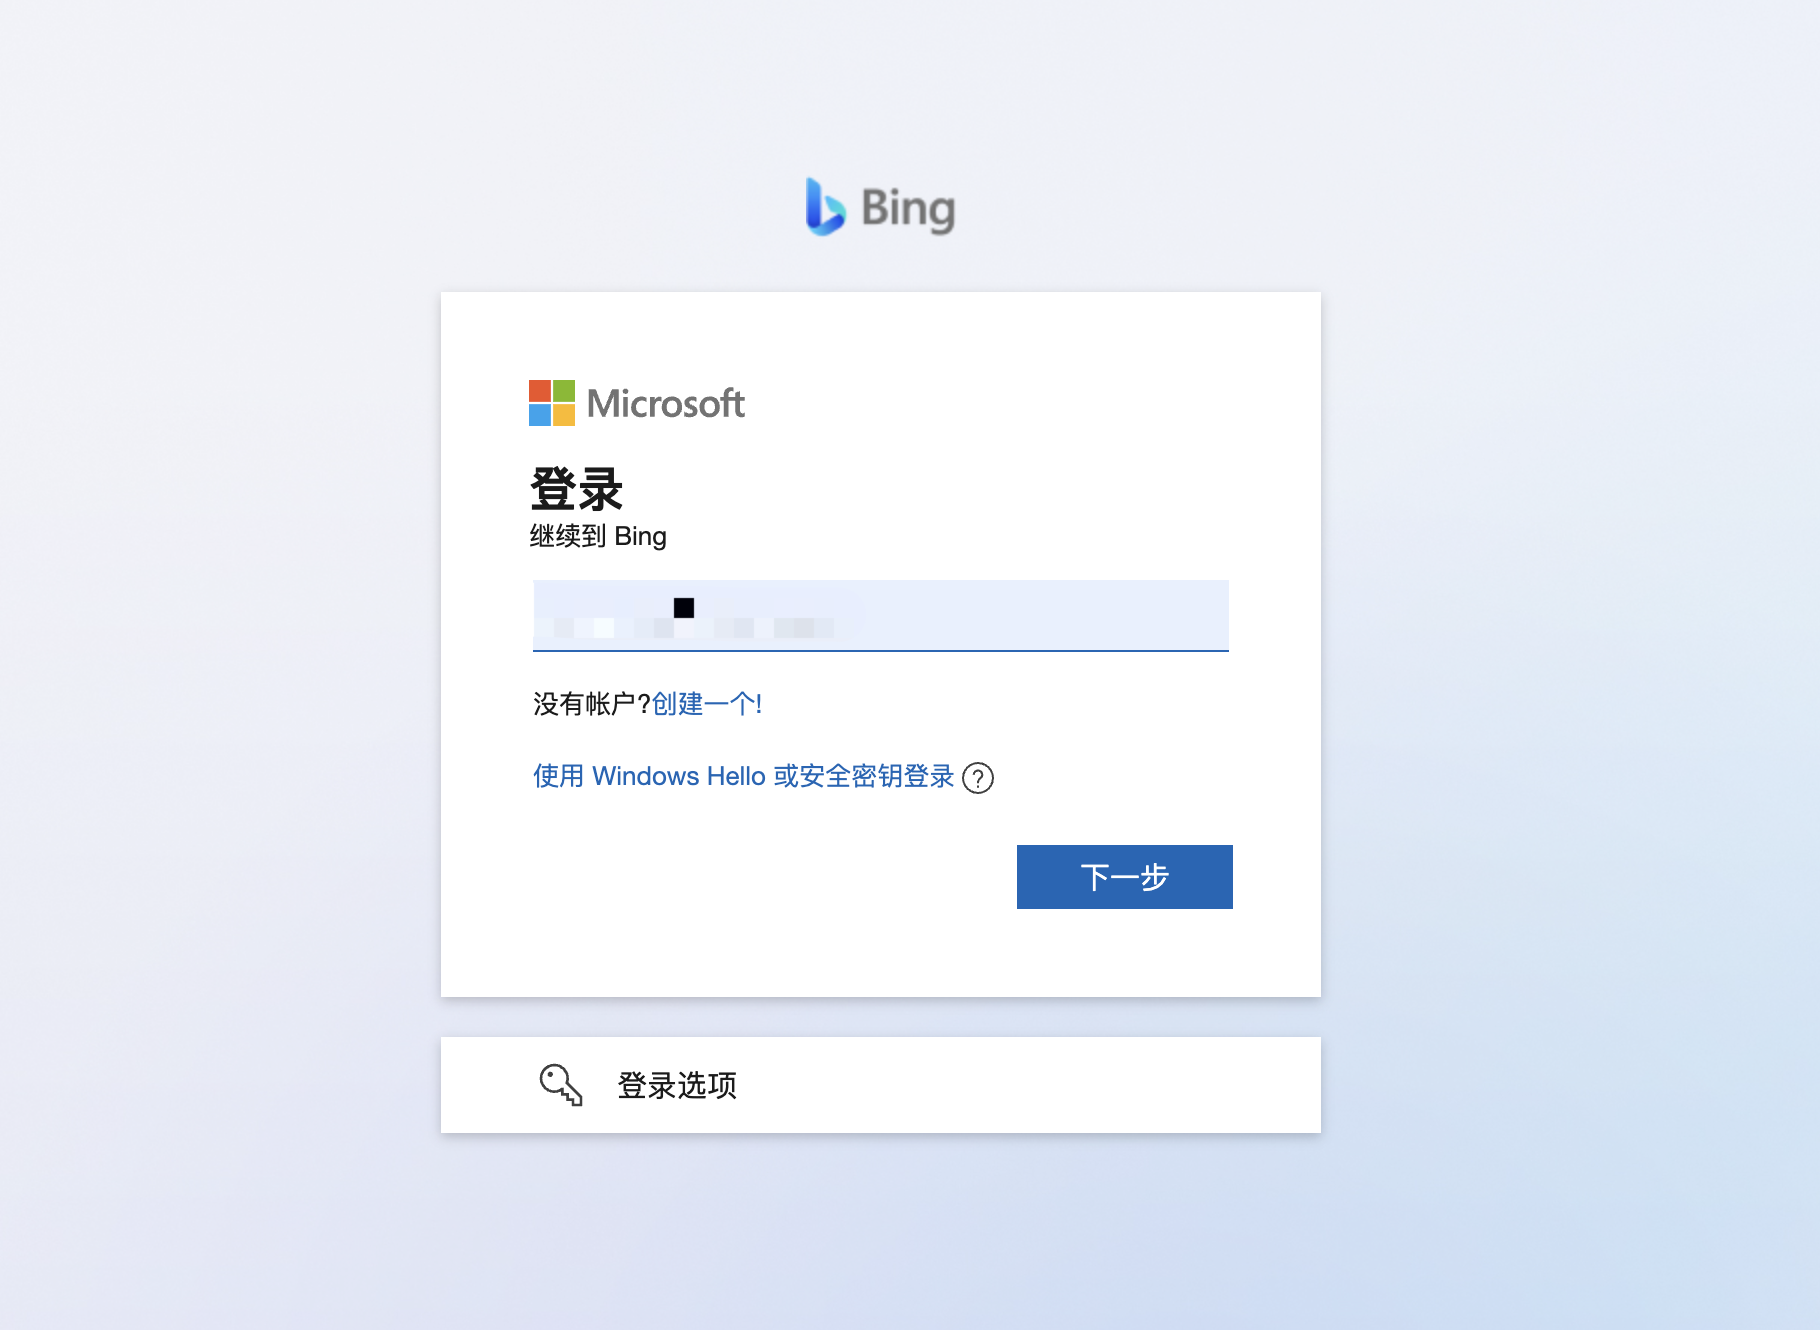 Bing
Microsoft
登录
继续到 Bing
没有帐户?创建一个!
使用 Windows Hello 或安全密钥登录 ?
下一步
登录选项